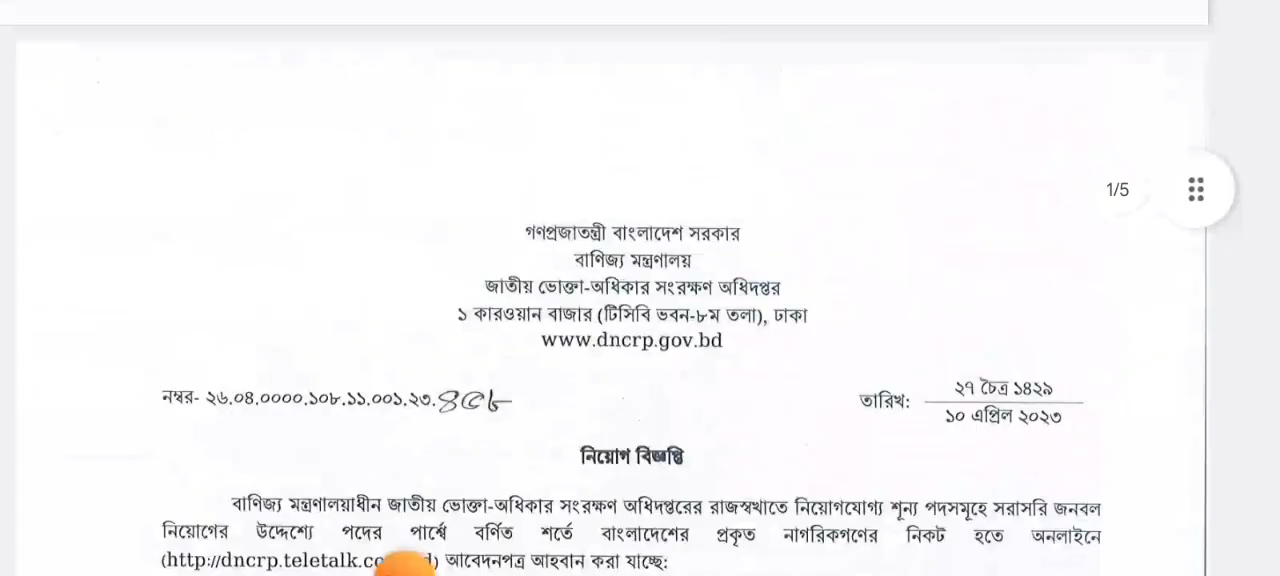 1/5
গণপ্রজাতন্ত্রী বাংলাদেশ সরকার
বাণিজ্য মন্ত্রণালয়
জাতীয় ভোক্তা-অধিকার সংরক্ষণ অধিদপ্তর
১ কারওয়ান বাজার (টিসিবি ভবন-৮ম তলা), ঢাকা
www.dncrp.gov.bd
নম্বর- ২৬.০৪.০০০০.১০৮.১১.০০১.২৩.৪৫৮
তারিখ: ২৭ চৈত্র ১৪২৯
১০ এপ্রিল ২০২৩
নিয়োগ বিজ্ঞপ্তি
বাণিজ্য মন্ত্রণালয়াধীন জাতীয় ভোক্তা-অধিকার সংরক্ষণ অধিদপ্তরের রাজস্বখাতে নিয়োগযোগ্য শূন্য পদসমূহে সরাসরি জনবল
নিয়োগের উদ্দেশ্যে পদের পার্শ্বে বর্ণিত শর্তে বাংলাদেশের প্রকৃত নাগরিকগণের নিকট হতে অনলাইনে
(http://dncrp.teletalk.co d) আবেদনপত্র আহবান করা যাচ্ছে: